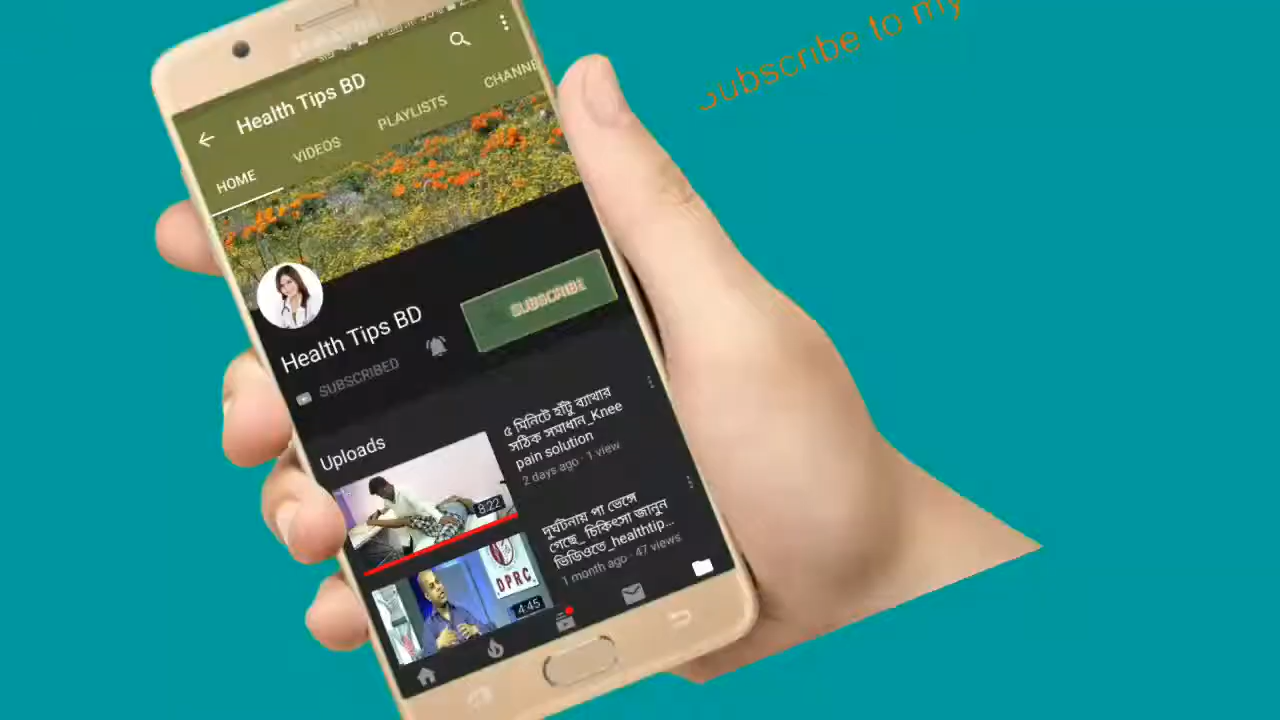 Subscribe to my
Health Tips BD
HOME
VIDEOS
PLAYLISTS
CHANNE
Health Tips BD
SUBSCRIBE
SUBSCRIBED
Uploads
৫ মিনিটে হাঁটু ব্যাথার
সঠিক সমাধান_Knee
pain solution
2 days ago · 1 view
8:22
দুর্ঘটনায় পা ভেঙ্গে
গেছে_ চিকিৎসা জানুন
ভিডিওতে_healthtip...
1 month ago · 47 views
DPRC
4:45